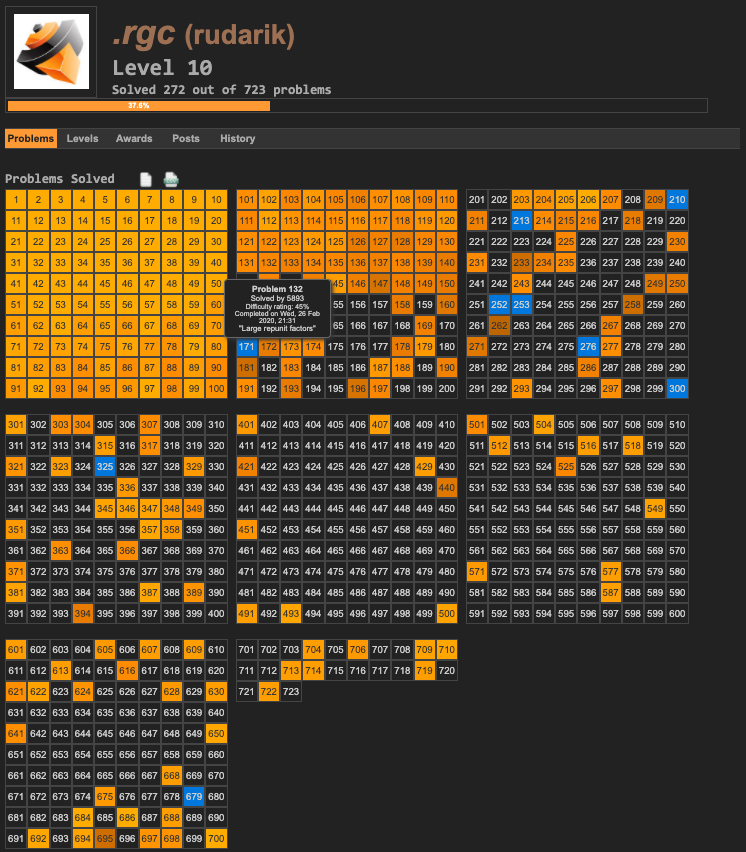 .rgc (rudarik)
Level 10
Solved 272 out of 723 problems
37.6%
Problems Levels Awards Posts History
Problems Solved
1 2 3 4 5 6 7 8 9 10
11 12 13 14 15 16 17 18 19 20
21 22 23 24 25 26 27 28 29 30
31 32 33 34 35 36 37 38 39 40
41 42 43 44 45 46 47 48 49 50
51 52 53 54 55 56 57 58 59 60
61 62 63 64 65 66 67 68 69 70
71 72 73 74 75 76 77 78 79 80
81 82 83 84 85 86 87 88 89 90
91 92 93 94 95 96 97 98 99 100
101 102 103 104 105 106 107 108 109 110
111 112 113 114 115 116 117 118 119 120
121 122 123 124 125 126 127 128 129 130
131 132 133 134 135 136 137 138 139 140
146 147 148 149 150
155 156 157 158 159 160
165 166 167 168 169 170
171 172 173 174 175 176 177 178 179 180
181 182 183 184 185 186 187 188 189 190
191 192 193 194 195 196 197 198 199 200
Problem 132
Solved by 5893
Difficulty rating: 45%
Completed on Wed, 26 Feb
2020, 21:31
"Large repunit factors"
201 202 203 204 205 206 207 208 209 210
211 212 213 214 215 216 217 218 219 220
221 222 223 224 225 226 227 228 229 230
231 232 233 234 235 236 237 238 239 240
241 242 243 244 245 246 247 248 249 250
251 252 253 254 255 256 257 258 259 260
261 262 263 264 265 266 267 268 269 270
271 272 273 274 275 276 277 278 279 280
281 282 283 284 285 286 287 288 289 290
291 292 293 294 295 296 297 298 299 300
301 302 303 304 305 306 307 308 309 310
311 312 313 314 315 316 317 318 319 320
321 322 323 324 325 326 327 328 329 330
331 332 333 334 335 336 337 338 339 340
341 342 343 344 345 346 347 348 349 350
351 352 353 354 355 356 357 358 359 360
361 362 363 364 365 366 367 368 369 370
371 372 373 374 375 376 377 378 379 380
381 382 383 384 385 386 387 388 389 390
391 392 393 394 395 396 397 398 399 400
401 402 403 404 405 406 407 408 409 410
411 412 413 414 415 416 417 418 419 420
421 422 423 424 425 426 427 428 429 430
431 432 433 434 435 436 437 438 439 440
441 442 443 444 445 446 447 448 449 450
451 452 453 454 455 456 457 458 459 460
461 462 463 464 465 466 467 468 469 470
471 472 473 474 475 476 477 478 479 480
481 482 483 484 485 486 487 488 489 490
491 492 493 494 495 496 497 498 499 500
501 502 503 504 505 506 507 508 509 510
511 512 513 514 515 516 517 518 519 520
521 522 523 524 525 526 527 528 529 530
531 532 533 534 535 536 537 538 539 540
541 542 543 544 545 546 547 548 549 550
551 552 553 554 555 556 557 558 559 560
561 562 563 564 565 566 567 568 569 570
571 572 573 574 575 576 577 578 579 580
581 582 583 584 585 586 587 588 589 590
591 592 593 594 595 596 597 598 599 600
601 602 603 604 605 606 607 608 609 610
611 612 613 614 615 616 617 618 619 620
621 622 623 624 625 626 627 628 629 630
631 632 633 634 635 636 637 638 639 640
641 642 643 644 645 646 647 648 649 650
651 652 653 654 655 656 657 658 659 660
661 662 663 664 665 666 667 668 669 670
671 672 673 674 675 676 677 678 679 680
681 682 683 684 685 686 687 688 689 690
691 692 693 694 695 696 697 698 699 700
701 702 703 704 705 706 707 708 709 710
711 712 713 714 715 716 717 718 719 720
721 722 723